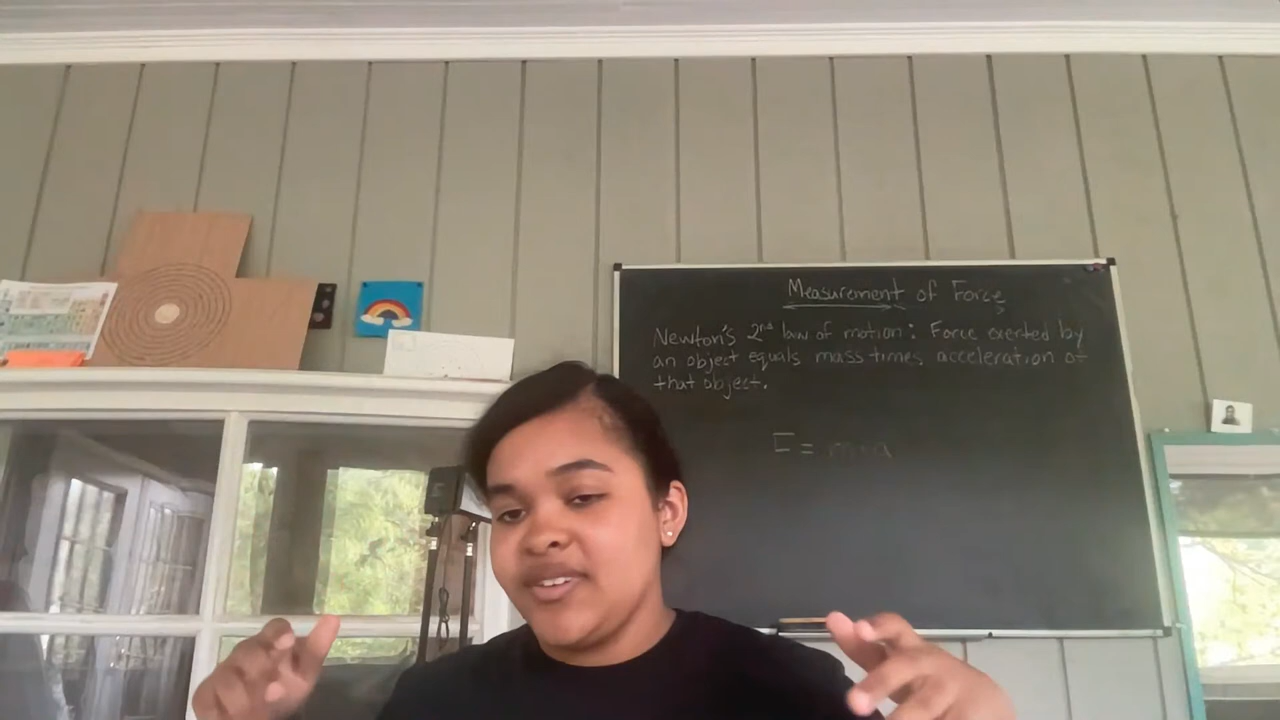 Measurement of Force
Newton's 2nd law of motion: Force exerted by
an object equals mass times acceleration of
that object.
F = m·a